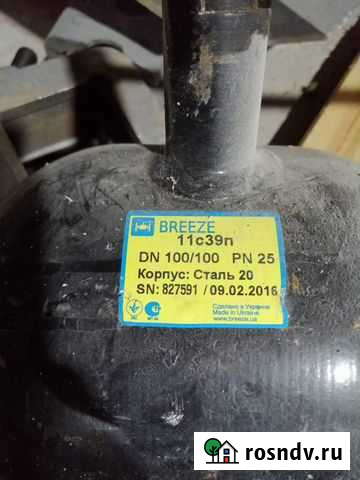 BREEZE
11с39п
DN 100/100 PN 25
Корпус: Сталь 20
SN: 827591 / 09.02.2016
Сделано в Украине
Made in Ukraine
www.breeze.ua
rosndv.ru